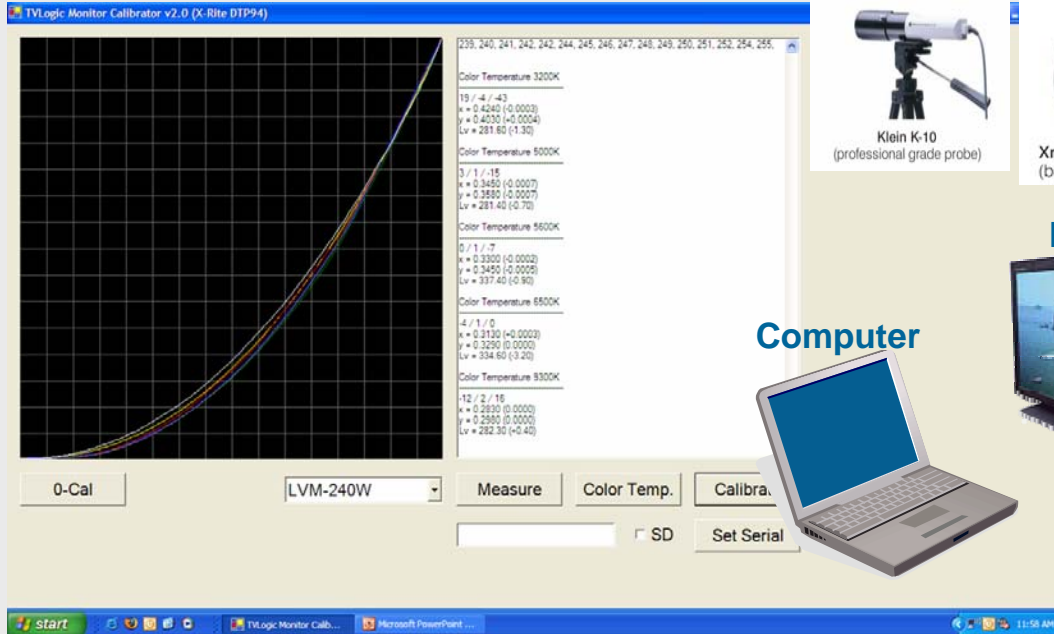 TVLogic Monitor Calibrator v2.0 (X-Rite DTP94)
239, 240, 241, 242, 242, 244, 245, 246, 247, 248, 249, 250, 251, 252, 254, 255,
Color Temperature 3200K
19 / -4 / -43
x = 0.4240 (-0.0003)
y = 0.4030 (+0.0004)
Lv = 281.60 (-1.30)
Color Temperature 5000K
3 / 1 / -15
x = 0.3450 (-0.0007)
y = 0.3580 (-0.0007)
Lv = 281.40 (-0.70)
Color Temperature 5600K
0 / 1 / -7
x = 0.3300 (-0.0002)
y = 0.3450 (-0.0005)
Lv = 337.40 (-0.90)
Color Temperature 6500K
-4 / 1 / 0
x = 0.3130 (+0.0003)
y = 0.3290 (0.0000)
Lv = 334.60 (-3.20)
Color Temperature 9300K
-12 / 2 / 16
x = 0.2830 (0.0000)
y = 0.2980 (0.0000)
Lv = 282.30 (+0.40)
Klein K-10
(professional grade probe)
Computer
0-Cal
LVM-240W
Measure
Color Temp.
Calibra
SD
Set Serial
start
TVLogic Monitor Calib...
Microsoft PowerPoint ...
11:58 AM